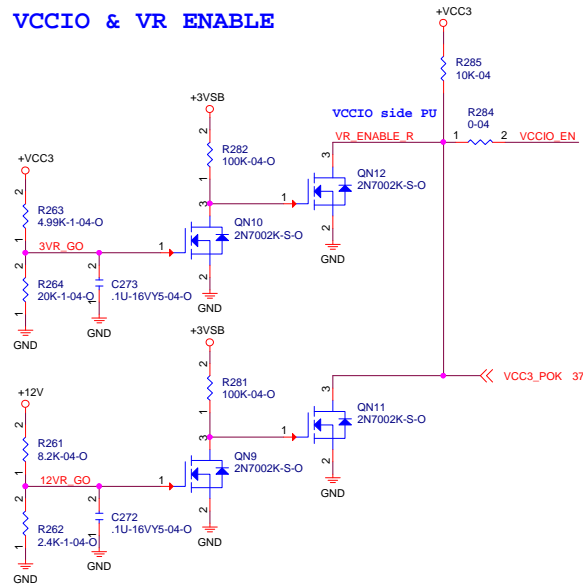 VCCIO & VR ENABLE
+VCC3
R285
10K-04
+3VSB
VCCIO side PU
R284
0-04
VR_ENABLE_R
1
2
VCCIO_EN
2
R282
100K-04-O
1
3
QN12
2N7002K-S-O
1
2
GND
+VCC3
2
R263
4.99K-1-04-O
1
3VR_GO
3
QN10
2N7002K-S-O
1
2
GND
2
R264
20K-1-04-O
1
GND
2
C273
.1U-16VY5-04-O
1
GND
+3VSB
2
R281
100K-04-O
1
VCC3_POK 37
3
QN11
2N7002K-S-O
1
2
GND
+12V
2
R261
8.2K-04-O
1
12VR_GO
3
QN9
2N7002K-S-O
1
2
GND
2
R262
2.4K-1-04-O
1
GND
2
C272
.1U-16VY5-04-O
1
GND